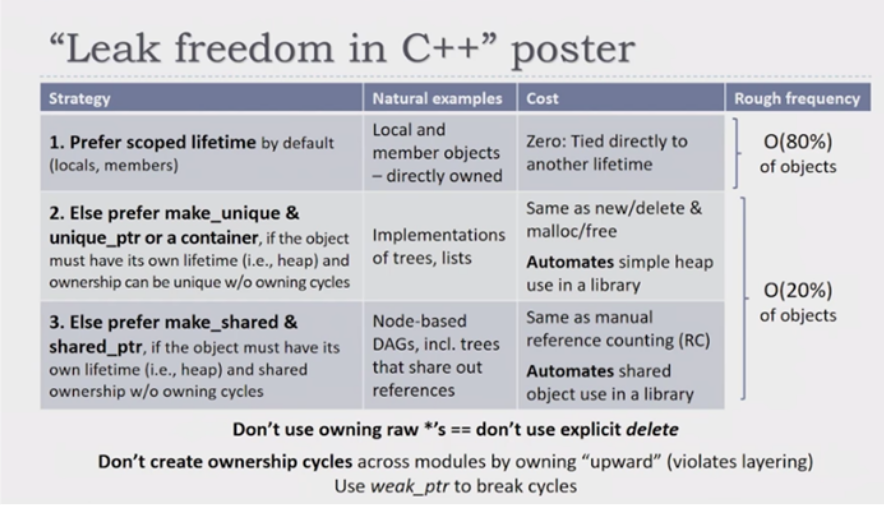 “Leak freedom in C++” poster
Strategy
Natural examples
Cost
Rough frequency
1. Prefer scoped lifetime by default
(locals, members)
Local and
member objects
– directly owned
Zero: Tied directly to
another lifetime
O(80%)
of objects
2. Else prefer make_unique &
unique_ptr or a container, if the object
must have its own lifetime (i.e., heap) and
ownership can be unique w/o owning cycles
Implementations
of trees, lists
Same as new/delete &
malloc/free
Automates simple heap
use in a library
O(20%)
of objects
3. Else prefer make_shared &
shared_ptr, if the object must have its
own lifetime (i.e., heap) and shared
ownership w/o owning cycles
Node-based
DAGs, incl. trees
that share out
references
Same as manual
reference counting (RC)
Automates shared
object use in a library
Don’t use owning raw *’s == don’t use explicit delete
Don’t create ownership cycles across modules by owning “upward” (violates layering)
Use weak_ptr to break cycles